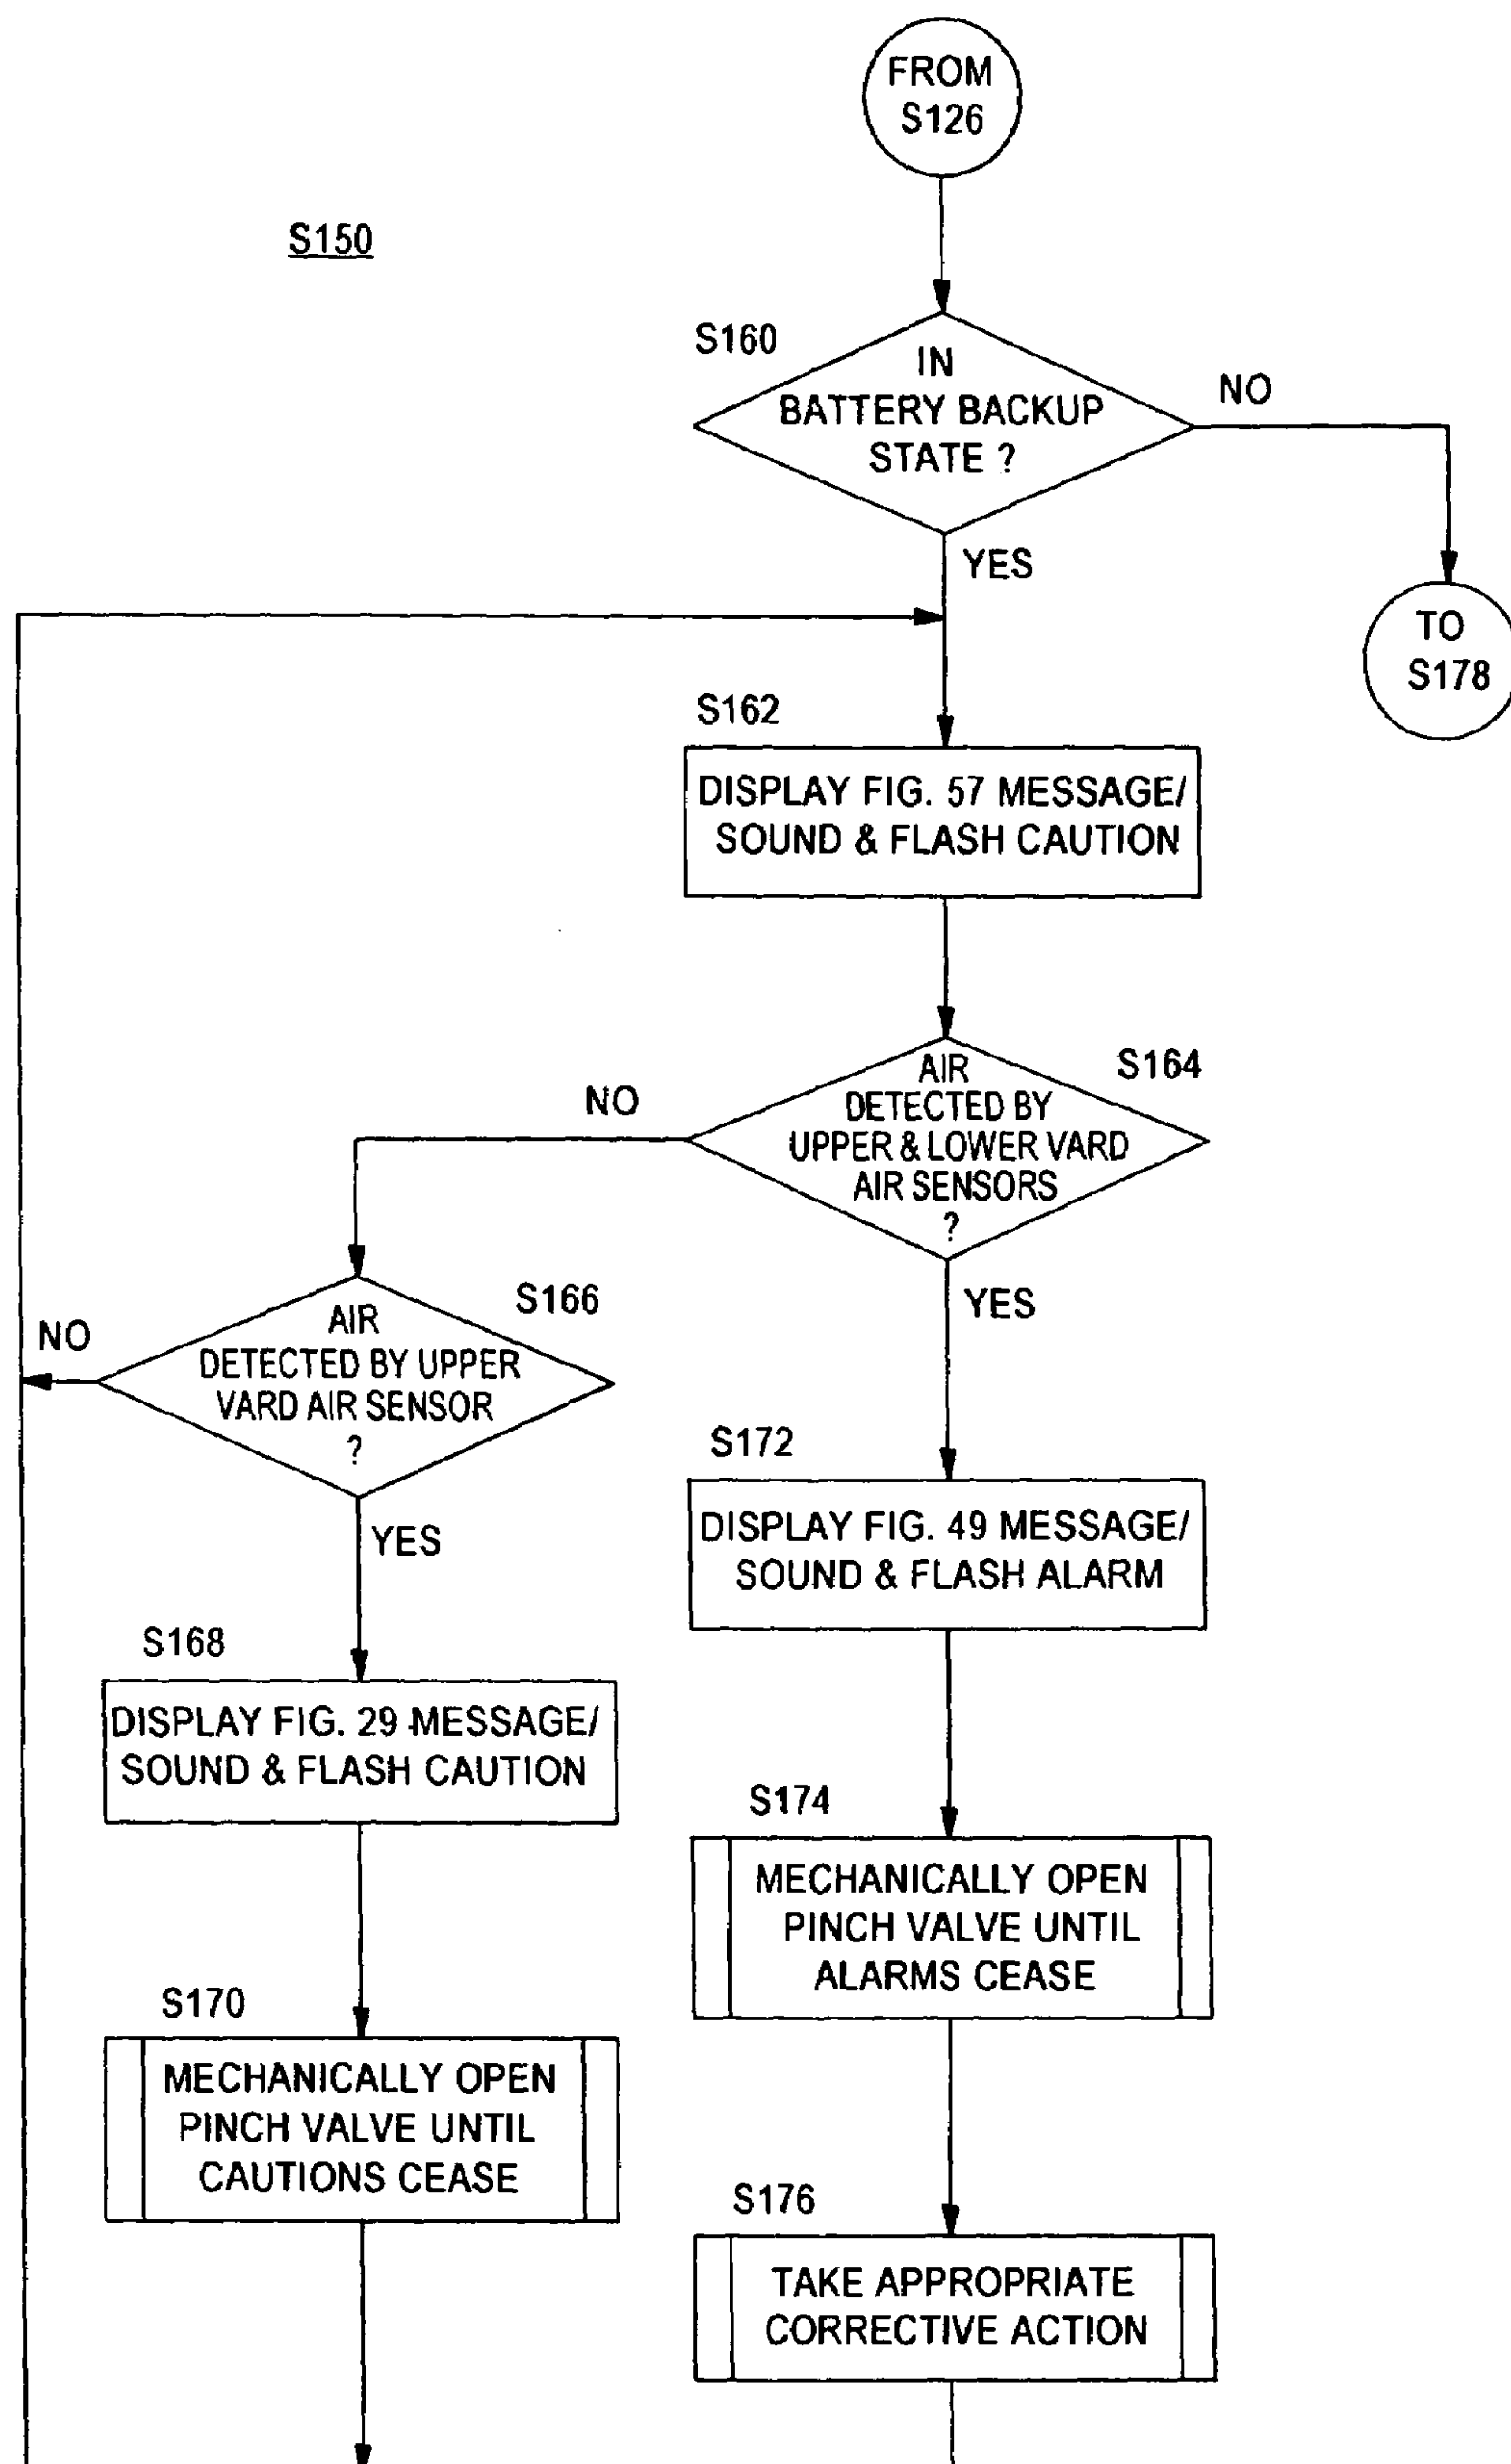 FROM
S126
S150
S160
IN
BATTERY BACKUP
STATE ?
NO
YES
TO
S178
S162
DISPLAY FIG. 57 MESSAGE/
SOUND & FLASH CAUTION
S164
AIR
DETECTED BY
UPPER & LOWER VARD
AIR SENSORS
?
NO
YES
S166
AIR
DETECTED BY UPPER
VARD AIR SENSOR
?
NO
YES
S172
DISPLAY FIG. 49 MESSAGE/
SOUND & FLASH ALARM
S168
DISPLAY FIG. 29 MESSAGE/
SOUND & FLASH CAUTION
S174
MECHANICALLY OPEN
PINCH VALVE UNTIL
ALARMS CEASE
S170
MECHANICALLY OPEN
PINCH VALVE UNTIL
CAUTIONS CEASE
S176
TAKE APPROPRIATE
CORRECTIVE ACTION